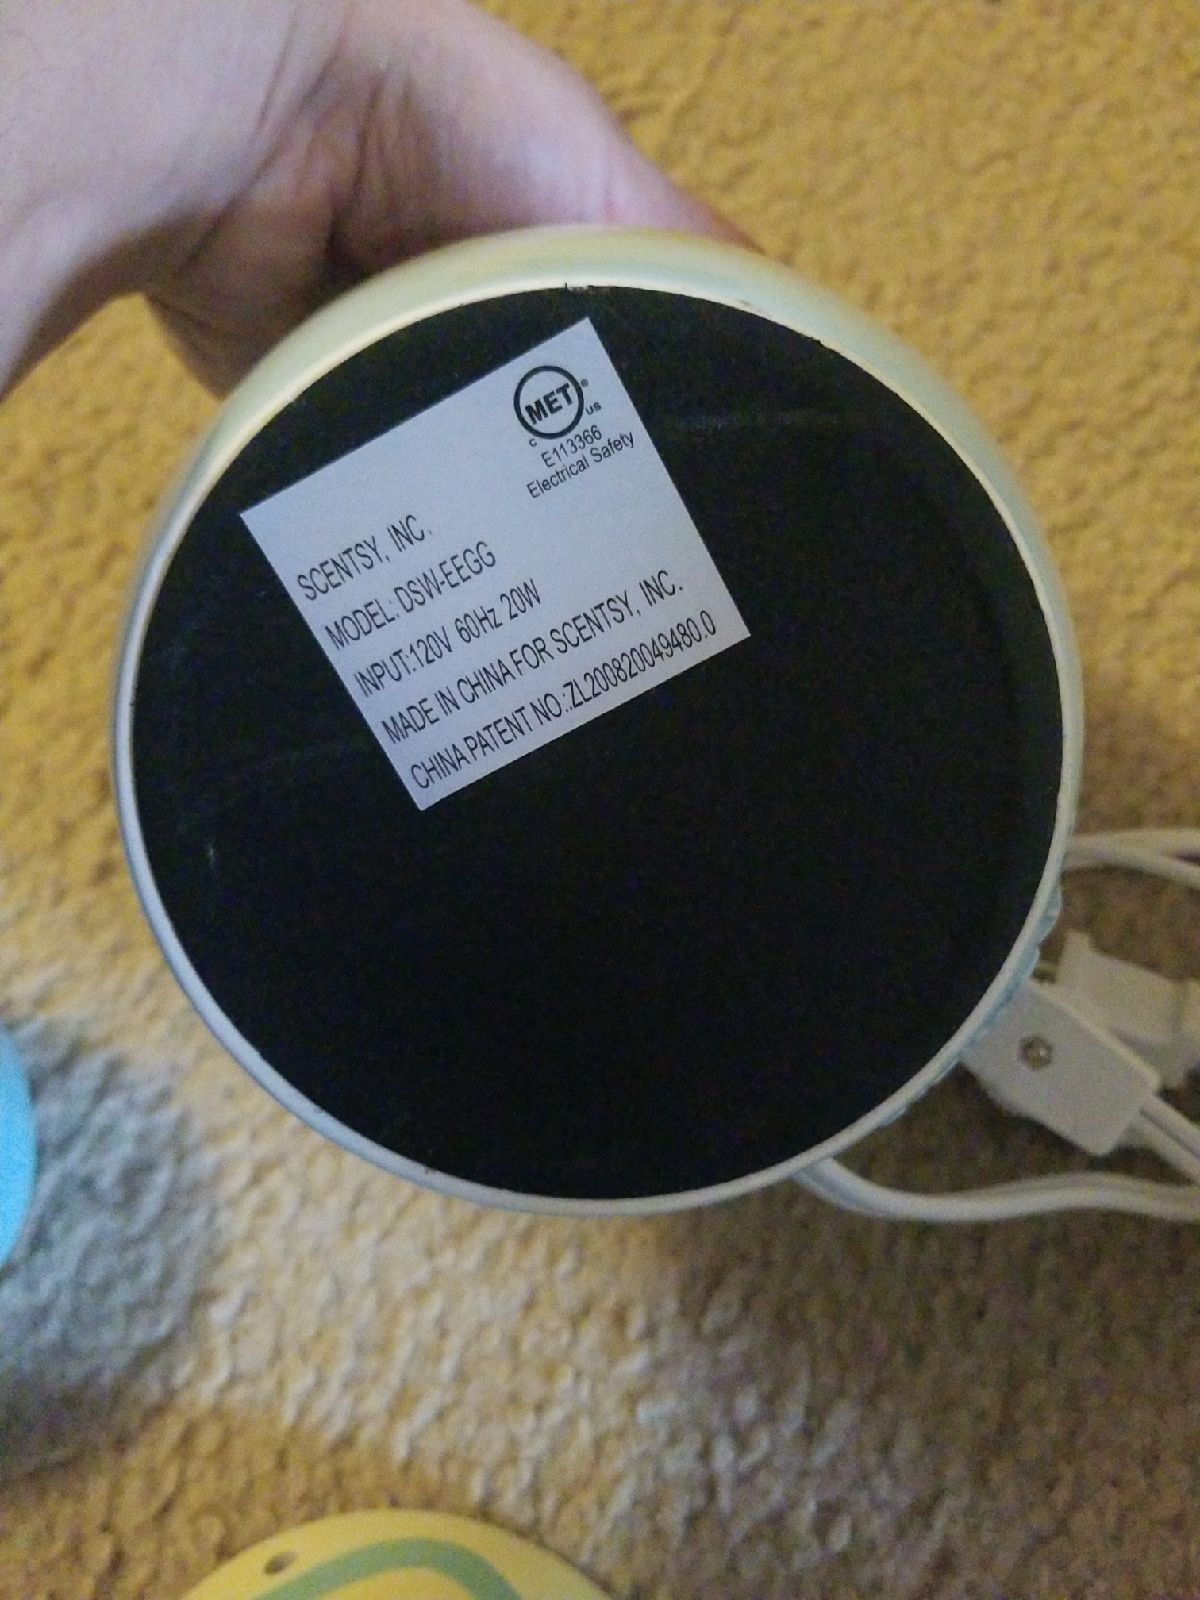 MET®
c us
E113366
Electrical Safety
SCENTSY, INC.
MODEL: DSW-EEGG
INPUT:120V 60Hz 20W
MADE IN CHINA FOR SCENTSY, INC.
CHINA PATENT NO.:ZL200820049480.0